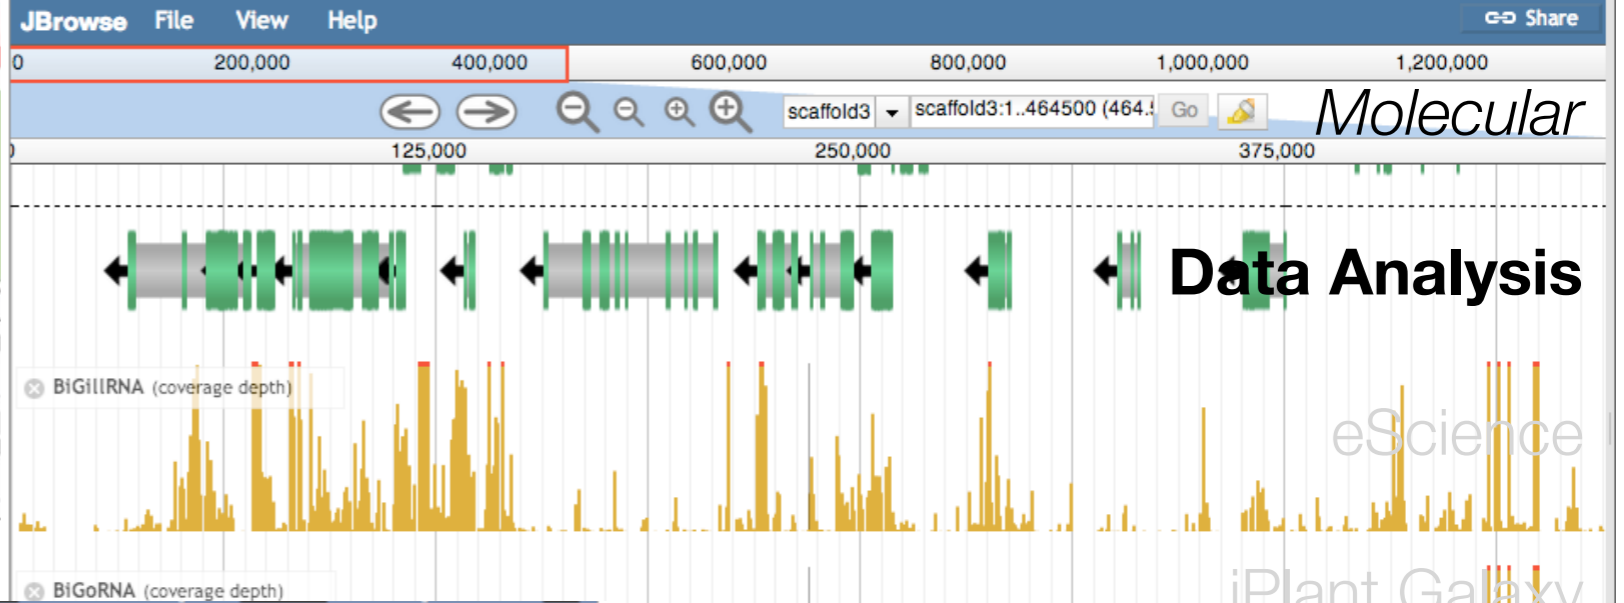 JBrowse File View Help Share
0 200,000 400,000 600,000 800,000 1,000,000 1,200,000
scaffold3 scaffold3:1..464500 (464. Go
Molecular
125,000 250,000 375,000
Data Analysis
BiGillRNA (coverage depth)
eScience
BiGoRNA (coverage depth)
iPlant Galaxy